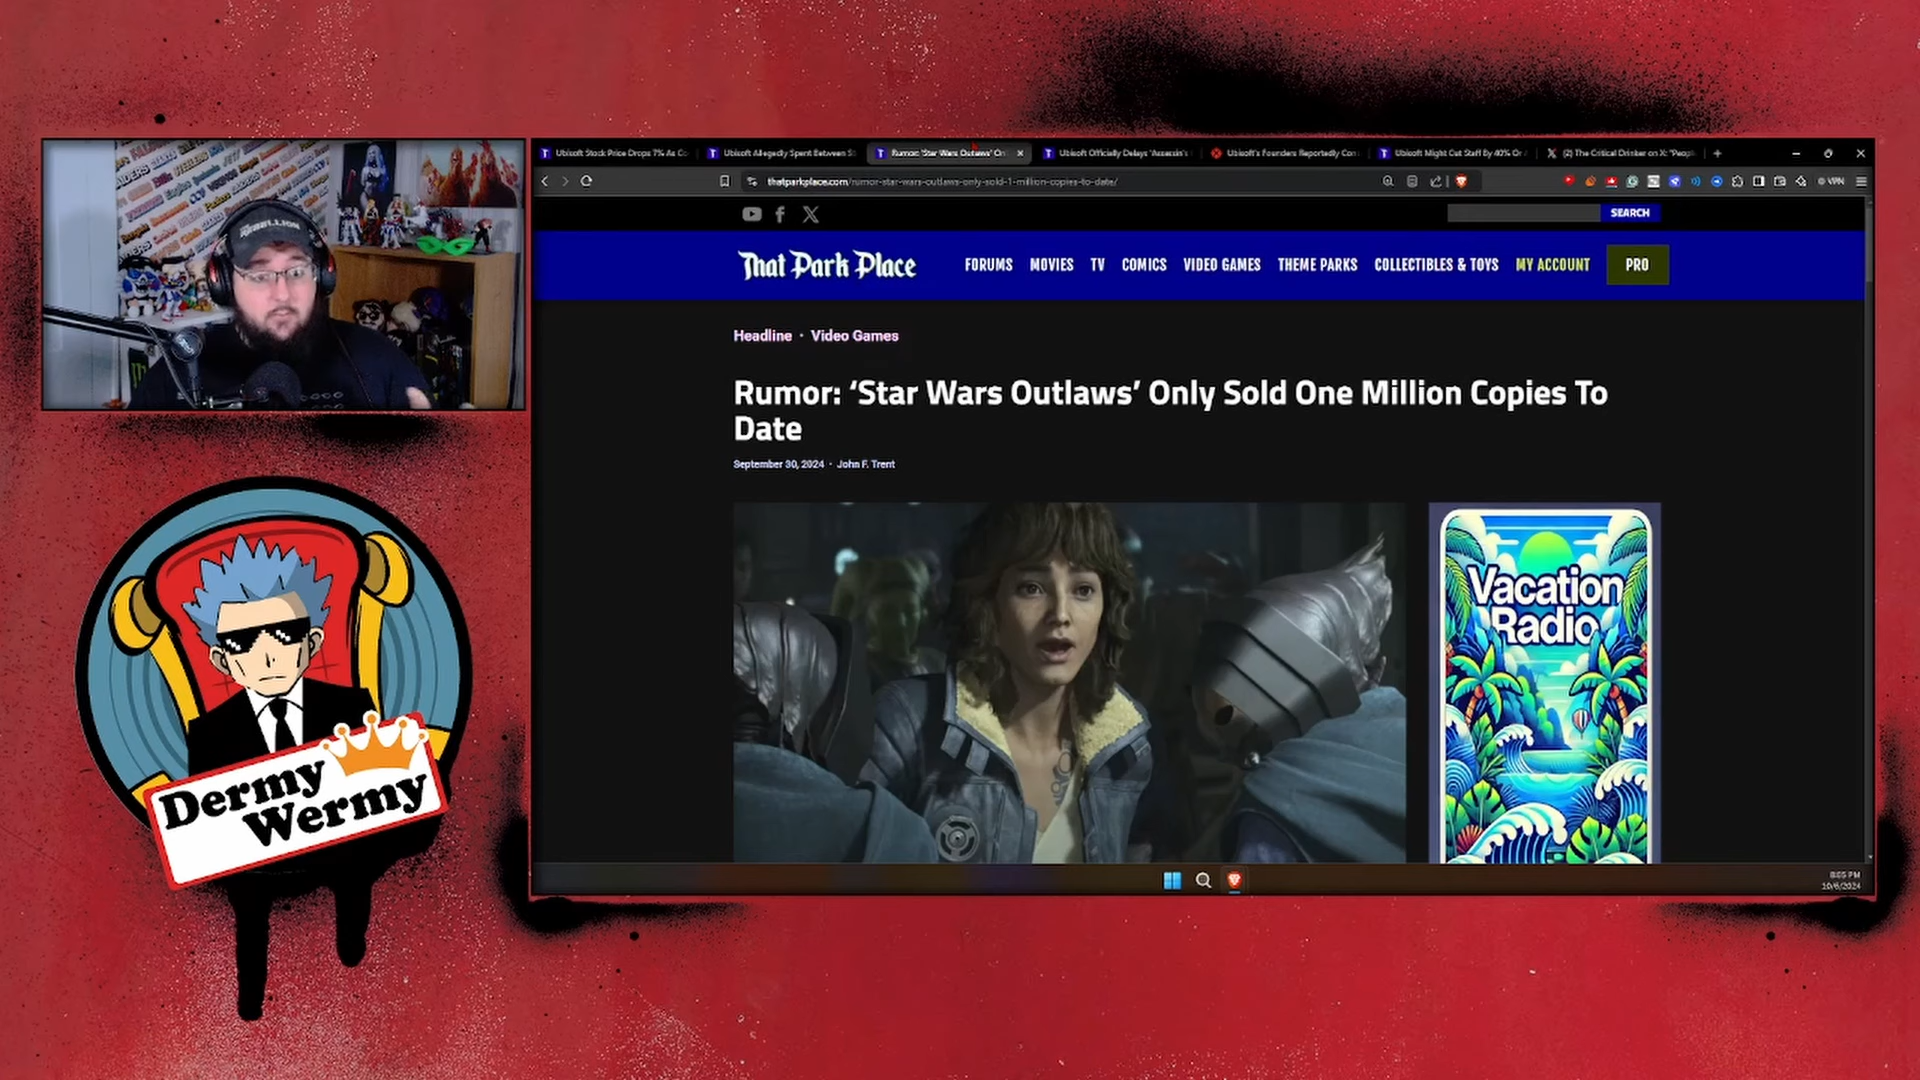 Ubisoft Stock Price Drops 7% As Co
Ubisoft Allegedly Spent Between $
Rumor: 'Star Wars Outlaws' On
Ubisoft Officially Delays 'Assassin's
Ubisoft's Founders Reportedly Con
Ubisoft Might Cut Staff By 40% Or
(2) The Critical Drinker on X: "Peop
thatparkplace.com/rumor-star-wars-outlaws-only-sold-1-million-copies-to-date/
VPN
SEARCH
That Park Place
FORUMS
MOVIES
TV
COMICS
VIDEO GAMES
THEME PARKS
COLLECTIBLES & TOYS
MY ACCOUNT
PRO
Headline · Video Games
Rumor: ‘Star Wars Outlaws’ Only Sold One Million Copies To
Date
September 30, 2024 · John F. Trent
Vacation
Radio
REBELLION
Dermy
Wermy
8:05 PM
10/6/2024